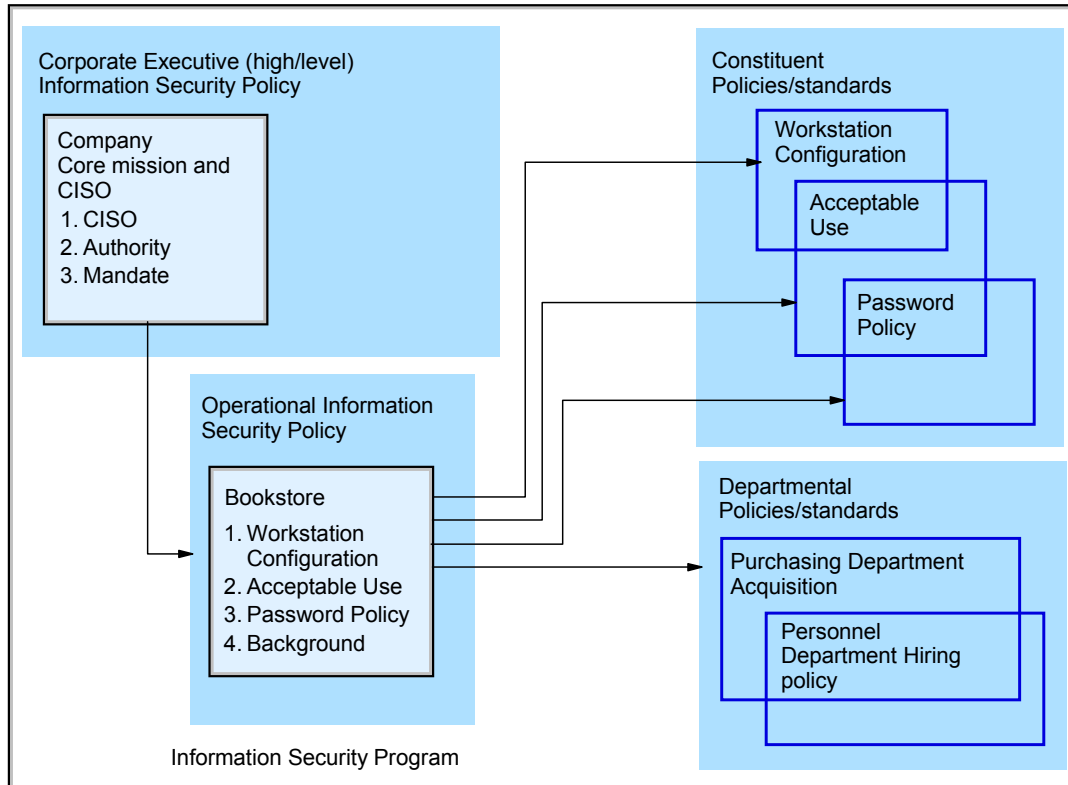 Corporate Executive (high/level)
Information Security Policy
Company
Core mission and
CISO
1. CISO
2. Authority
3. Mandate
Operational Information
Security Policy
Bookstore
1. Workstation
Configuration
2. Acceptable Use
3. Password Policy
4. Background
Information Security Program
Constituent
Policies/standards
Workstation
Configuration
Acceptable
Use
Password
Policy
Departmental
Policies/standards
Purchasing Department
Acquisition
Personnel
Department Hiring
policy